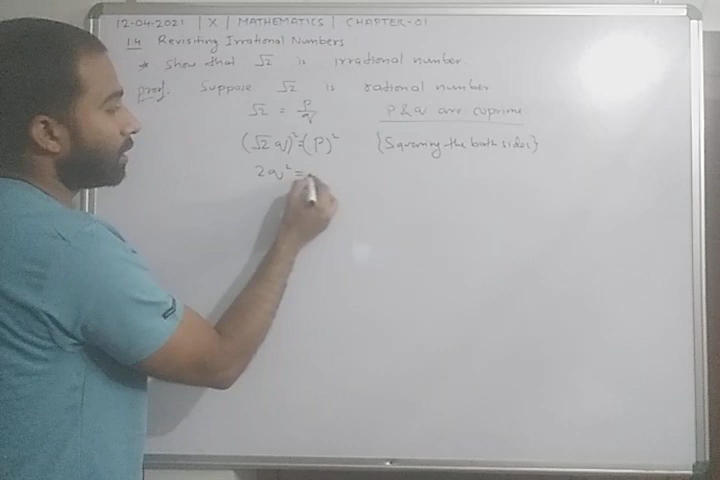 12-04-2021 | X | MATHEMATICS | CHAPTER-01
1.4 Revisiting Irrational Numbers
* Show that √2 is irrational number.
Proof: Suppose √2 is rational number
√2 = p/q P & q are coprime
(√2 q)² = (P)² {Squaring the both sides}
2q² =